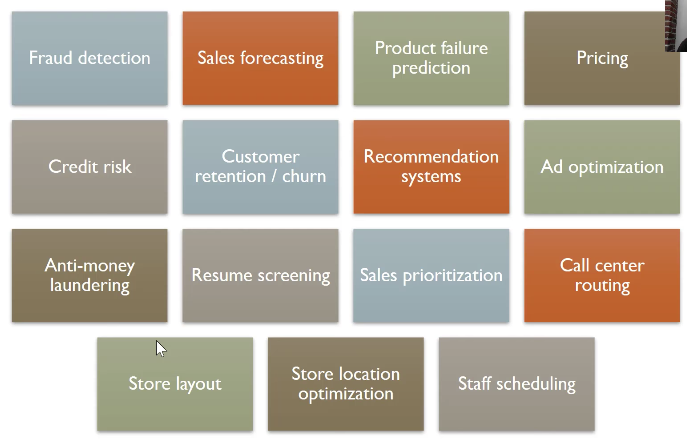 Fraud detection
Sales forecasting
Product failure
prediction
Pricing
Credit risk
Customer
retention / churn
Recommendation
systems
Ad optimization
Anti-money
laundering
Resume screening
Sales prioritization
Call center
routing
Store layout
Store location
optimization
Staff scheduling